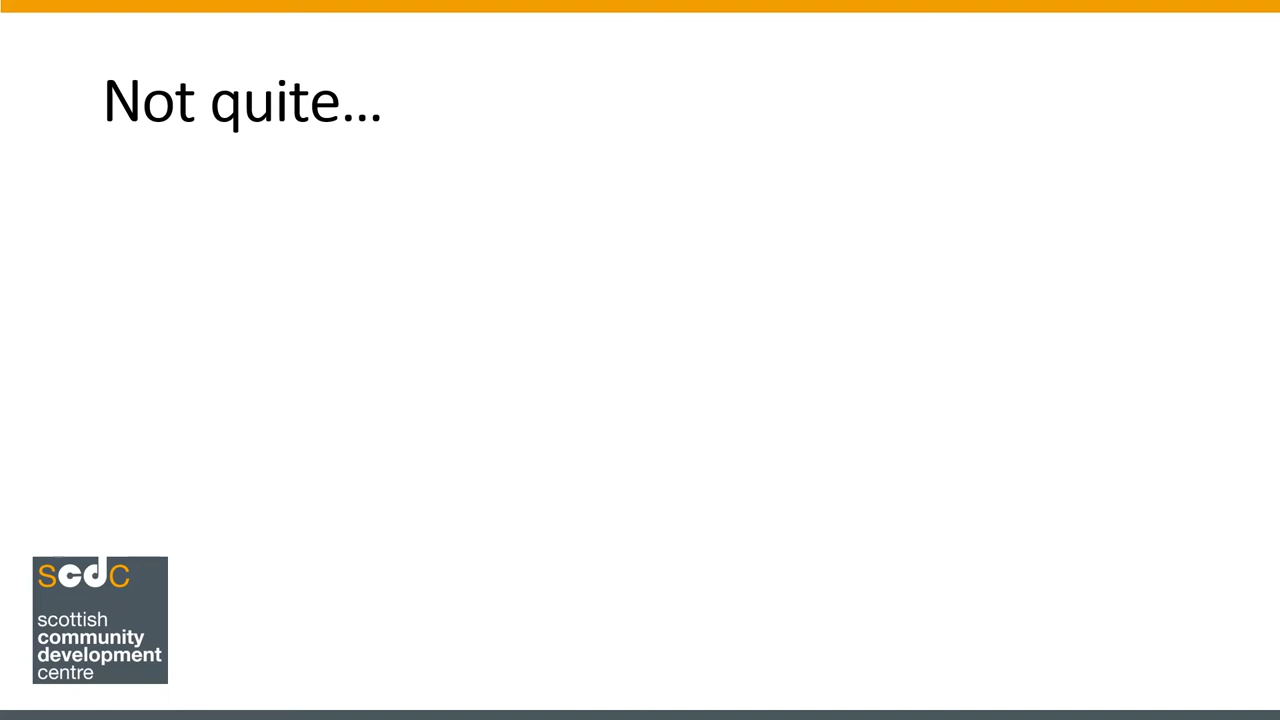 Not quite…
scdc
scottish
community
development
centre